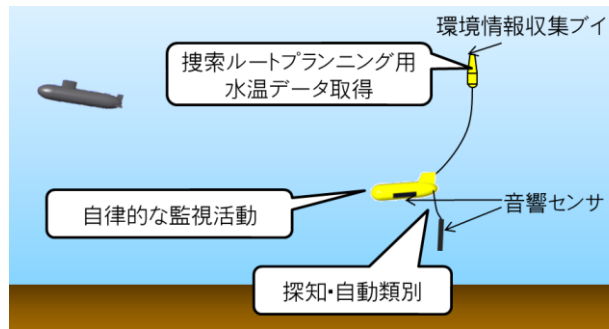 環境情報収集ブイ
捜索ルートプランニング用
水温データ取得
自律的な監視活動
音響センサ
探知・自動類別